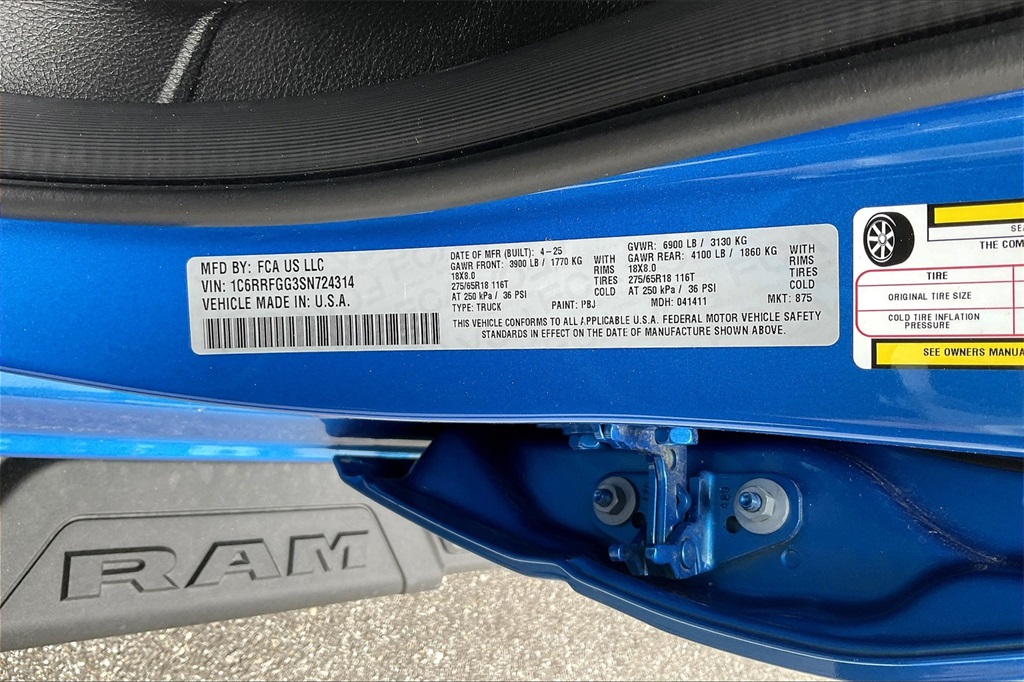 MFD BY: FCA US LLC
VIN: 1C6RRFGG3SN724314
VEHICLE MADE IN U.S.A.
DATE OF MFR (BUILT): 4-25
GAWR FRONT: 3900 LB / 1770 KG WITH
18X8.0 RIMS
275/65R18 116T TIRES
AT 250 kPa / 36 PSI COLD
TYPE: TRUCK PAINT: PBJ
GVWR: 6900 LB / 3130 KG
GAWR REAR: 4100 LB / 1860 KG WITH
18X8.0 RIMS
275/65R18 116T TIRES
AT 250 kPa / 36 PSI COLD
MDH: 041411 MKT: 875
THIS VEHICLE CONFORMS TO ALL APPLICABLE U.S.A. FEDERAL MOTOR VEHICLE SAFETY
STANDARDS IN EFFECT ON THE DATE OF MANUFACTURE SHOWN ABOVE.
SEA
THE COM
TIRE
ORIGINAL TIRE SIZE
COLD TIRE INFLATION
PRESSURE
SEE OWNERS MANUA
RAM